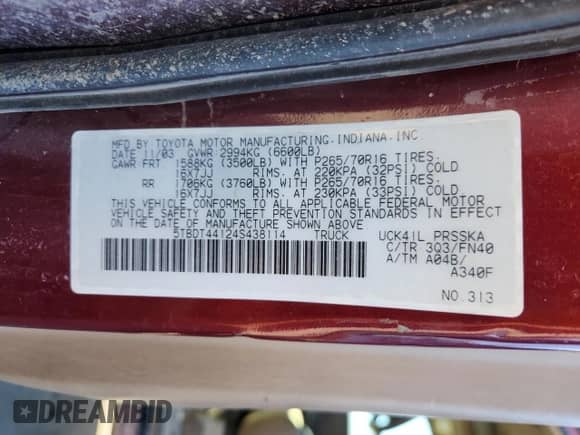 MFD BY TOYOTA MOTOR MANUFACTURING.INDIANA.INC.
DATE 11/03 GVWR 2994KG (6600LB)
GAWR FRT 1588KG (3500LB) WITH P265/70R16 TIRES,
16X7JJ RIMS, AT 220KPA (32PSI) COLD
RR 1706KG (3760LB) WITH P265/70R16 TIRES,
16X7JJ RIMS, AT 230KPA (33PSI) COLD
THIS VEHICLE CONFORMS TO ALL APPLICABLE FEDERAL MOTOR
VEHICLE SAFETY AND THEFT PREVENTION STANDARDS IN EFFECT
ON THE DATE OF MANUFACTURE SHOWN ABOVE.
5TBDT44124S438114 TRUCK UCK41L PRSSKA
C/TR 3Q3/FN40
A/TM A04B/
A340F
NO.313
DREAMBID